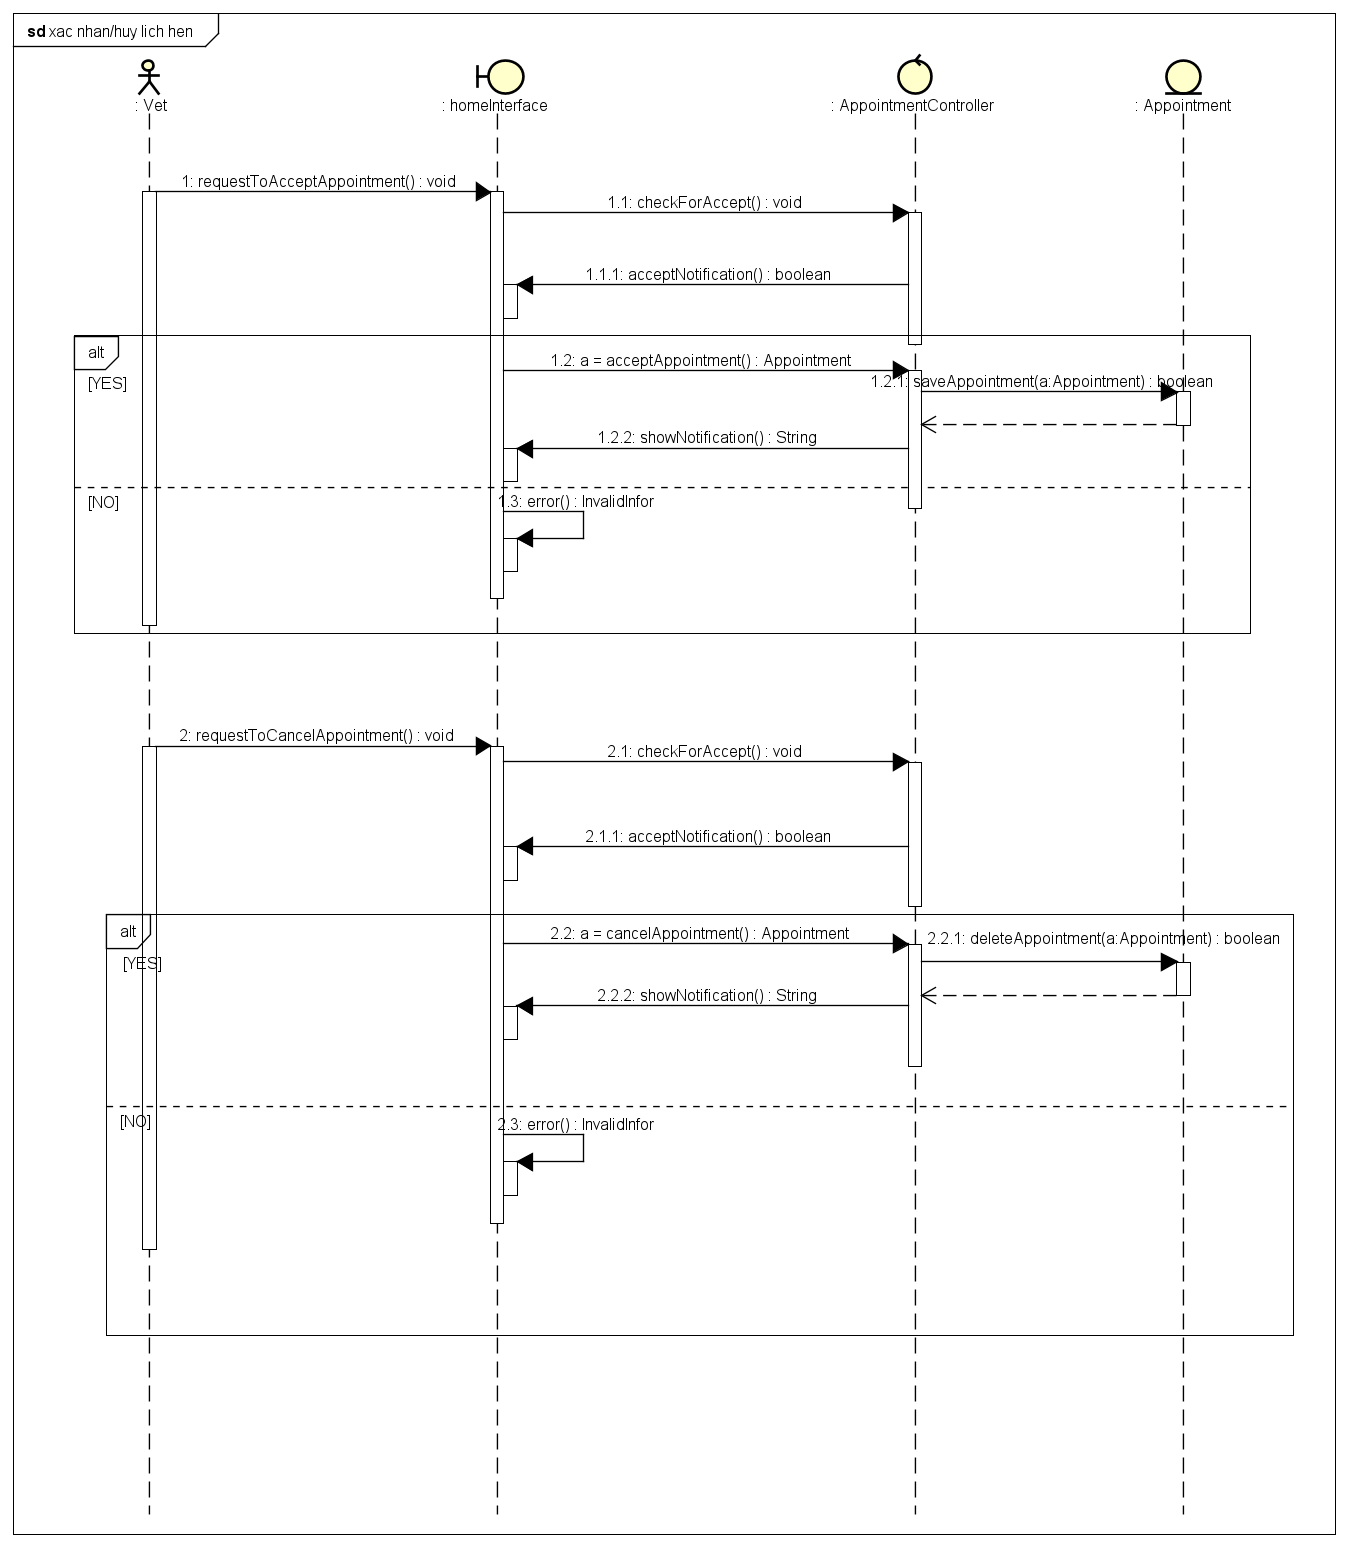 sd xac nhan/huy lich hen
: Vet
: homeInterface
: AppointmentController
: Appointment
1: requestToAcceptAppointment() : void
1.1: checkForAccept() : void
1.1.1: acceptNotification() : boolean
alt
[YES]
1.2: a = acceptAppointment() : Appointment
1.2.1: saveAppointment(a:Appointment) : boolean
1.2.2: showNotification() : String
[NO]
1.3: error() : InvalidInfor
2: requestToCancelAppointment() : void
2.1: checkForAccept() : void
2.1.1: acceptNotification() : boolean
alt
[YES]
2.2: a = cancelAppointment() : Appointment
2.2.1: deleteAppointment(a:Appointment) : boolean
2.2.2: showNotification() : String
[NO]
2.3: error() : InvalidInfor